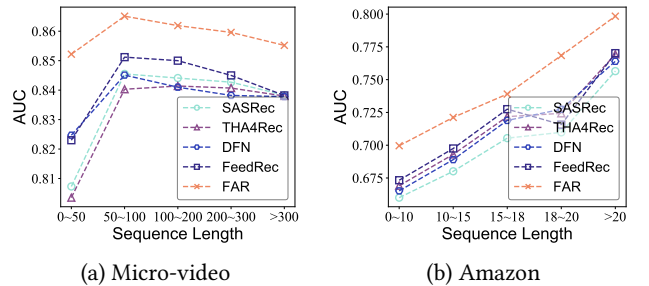 0.86
0.85
0.84
0.83
0.82
0.81
AUC
SASRec
THA4Rec
DFN
FeedRec
FAR
0~50 50~100 100~200 200~300 >300
Sequence Length
(a) Micro-video
0.800
0.775
0.750
0.725
0.700
0.675
AUC
SASRec
THA4Rec
DFN
FeedRec
FAR
0~10 10~15 15~18 18~20 >20
Sequence Length
(b) Amazon